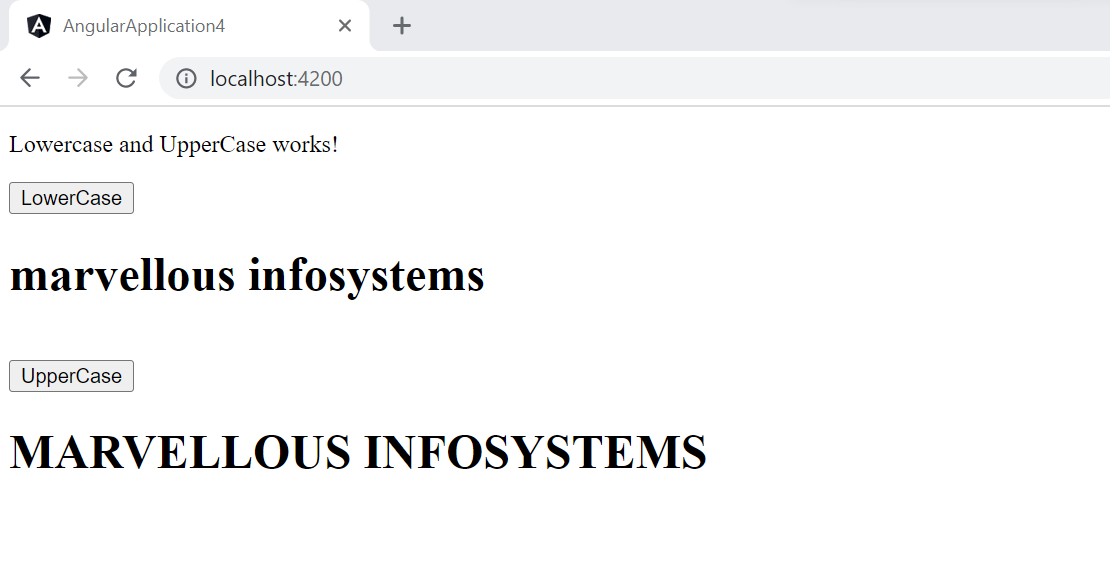 AngularApplication4
localhost:4200
Lowercase and UpperCase works!
LowerCase
marvellous infosystems
UpperCase
MARVELLOUS INFOSYSTEMS